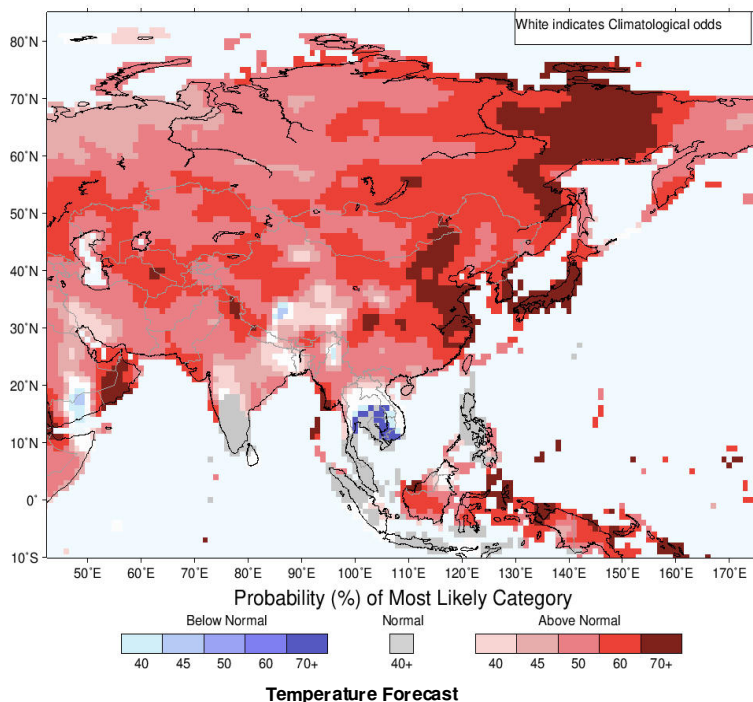 White indicates Climatological odds
80°N
70°N
60°N
50°N
40°N
30°N
20°N
10°N
0°
10°S
50°E 60°E 70°E 80°E 90°E 100°E 110°E 120°E 130°E 140°E 150°E 160°E 170°E
Probability (%) of Most Likely Category
Below Normal Normal Above Normal
40 45 50 60 70+ 40+ 40 45 50 60 70+
Temperature Forecast